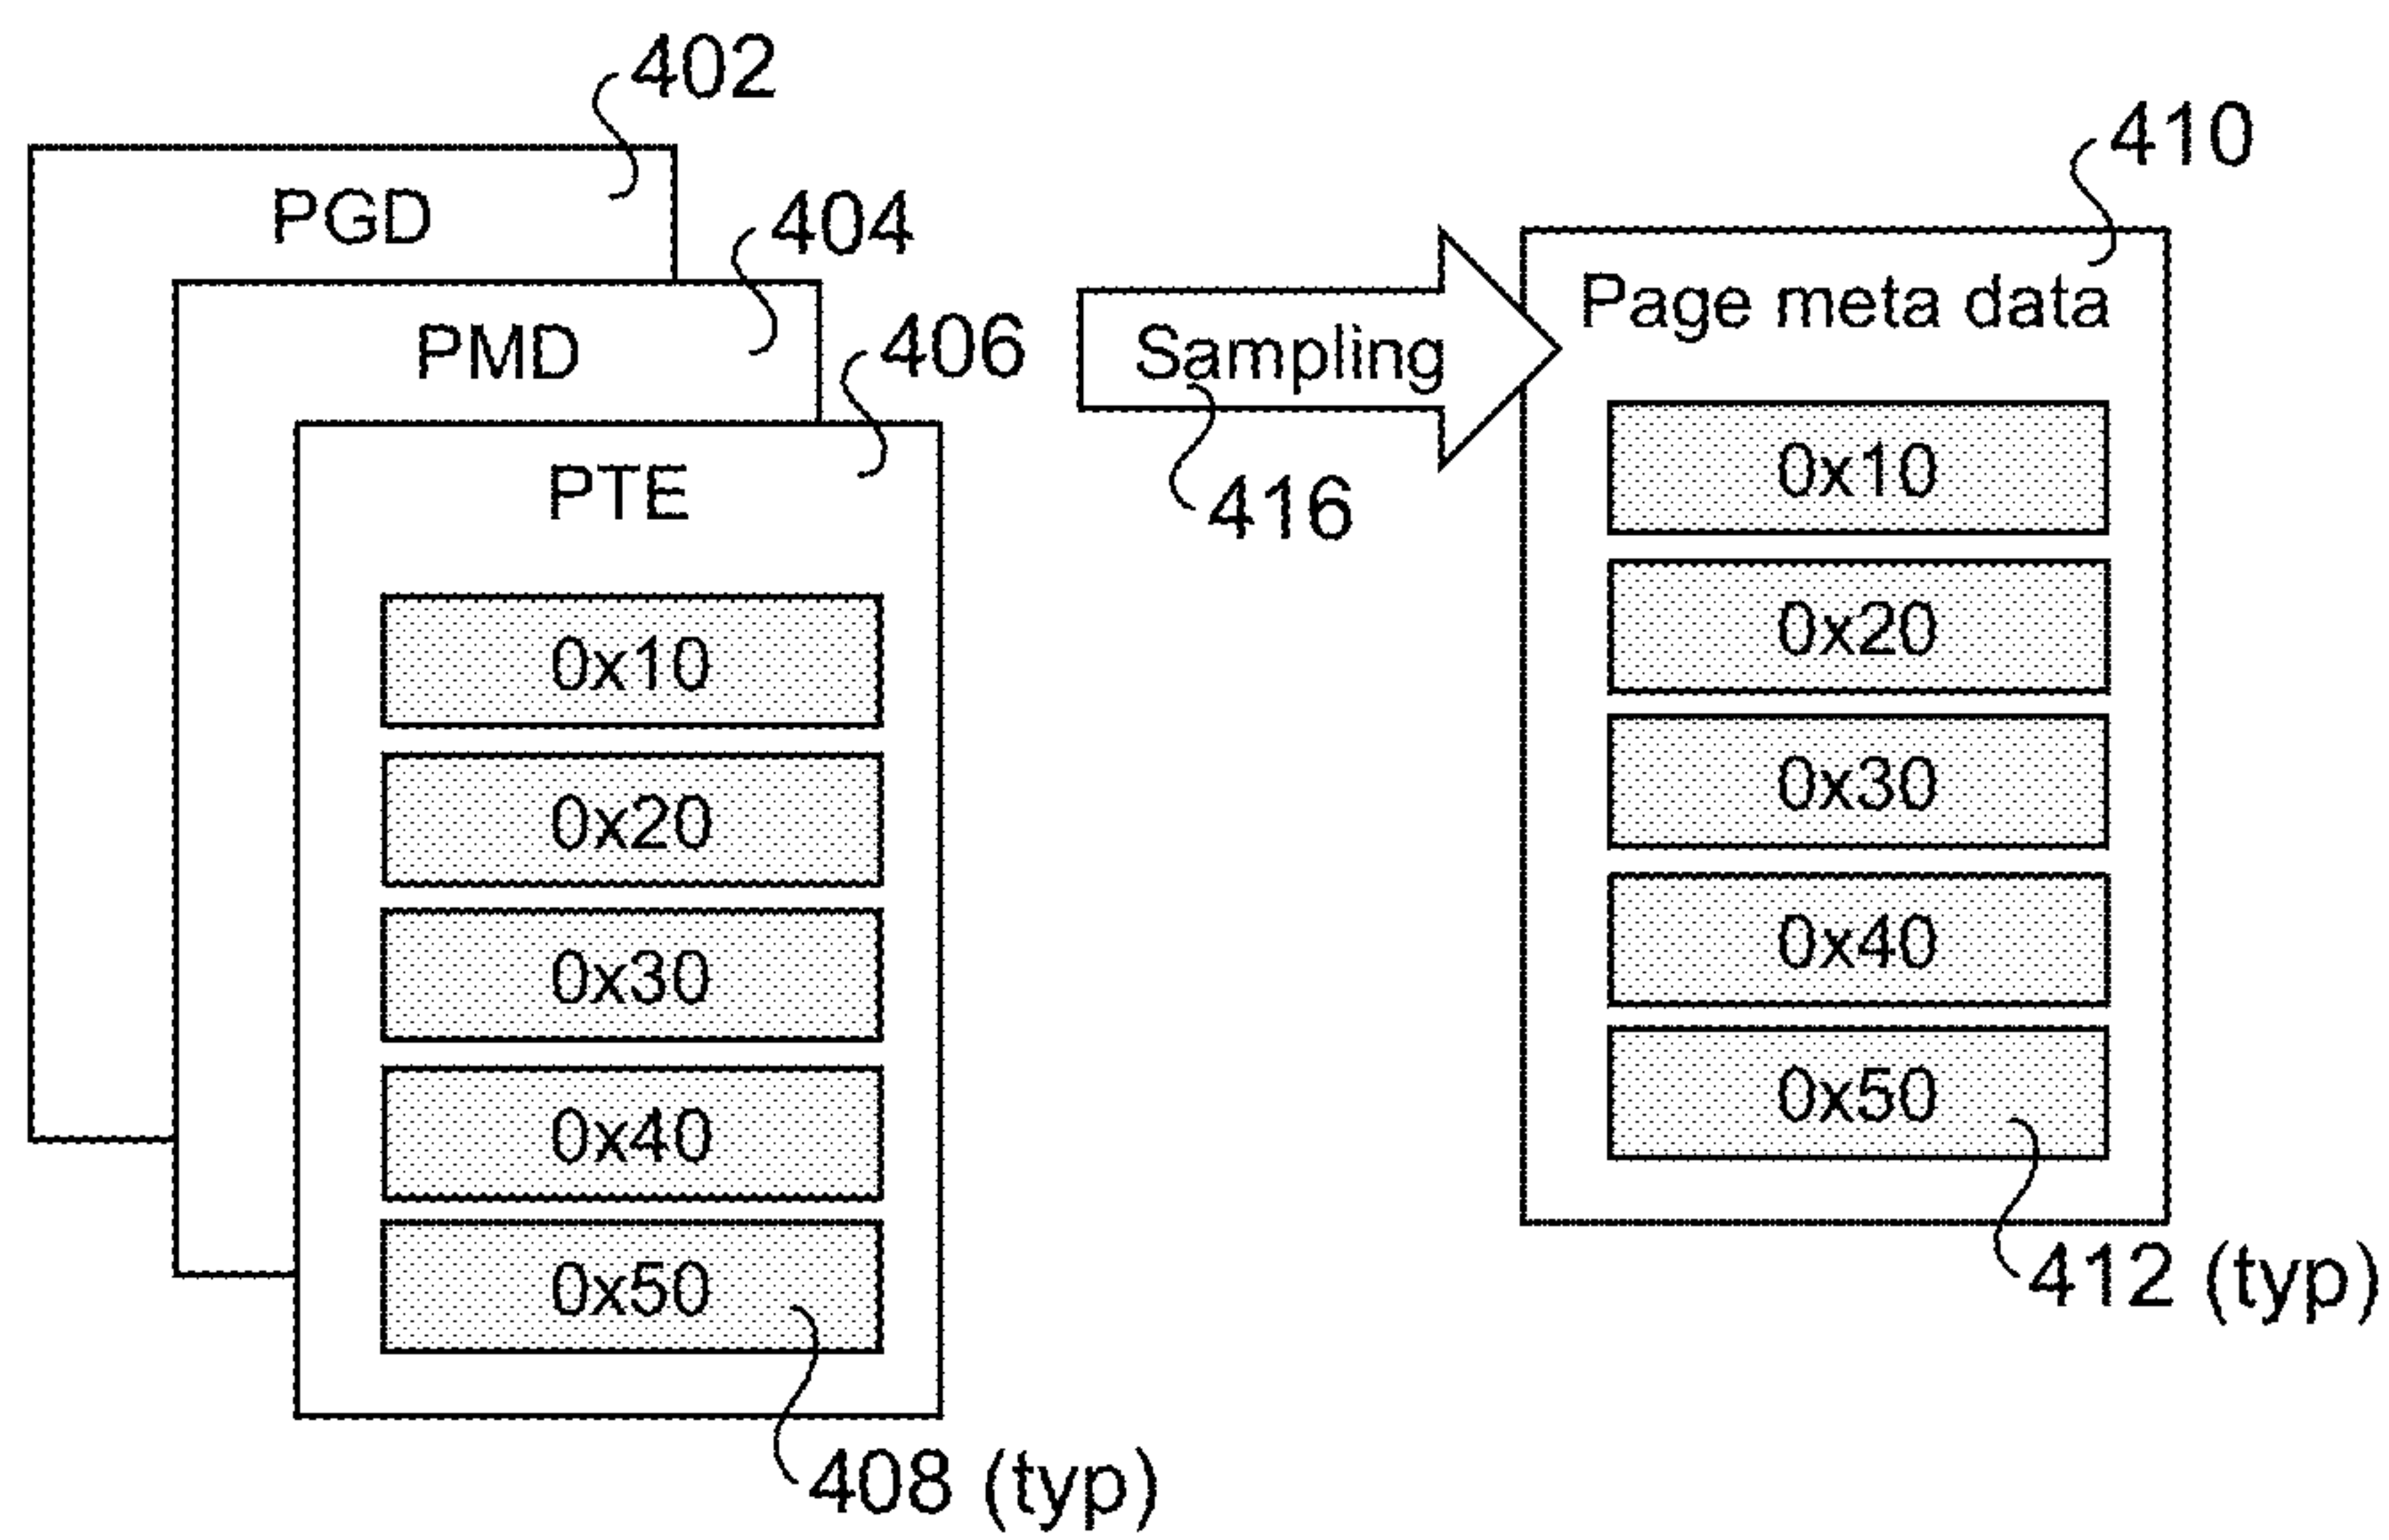 402
PGD
404
PMD
406
PTE
0x10
0x20
0x30
0x40
0x50
408 (typ)
Sampling
416
410
Page meta data
0x10
0x20
0x30
0x40
0x50
412 (typ)